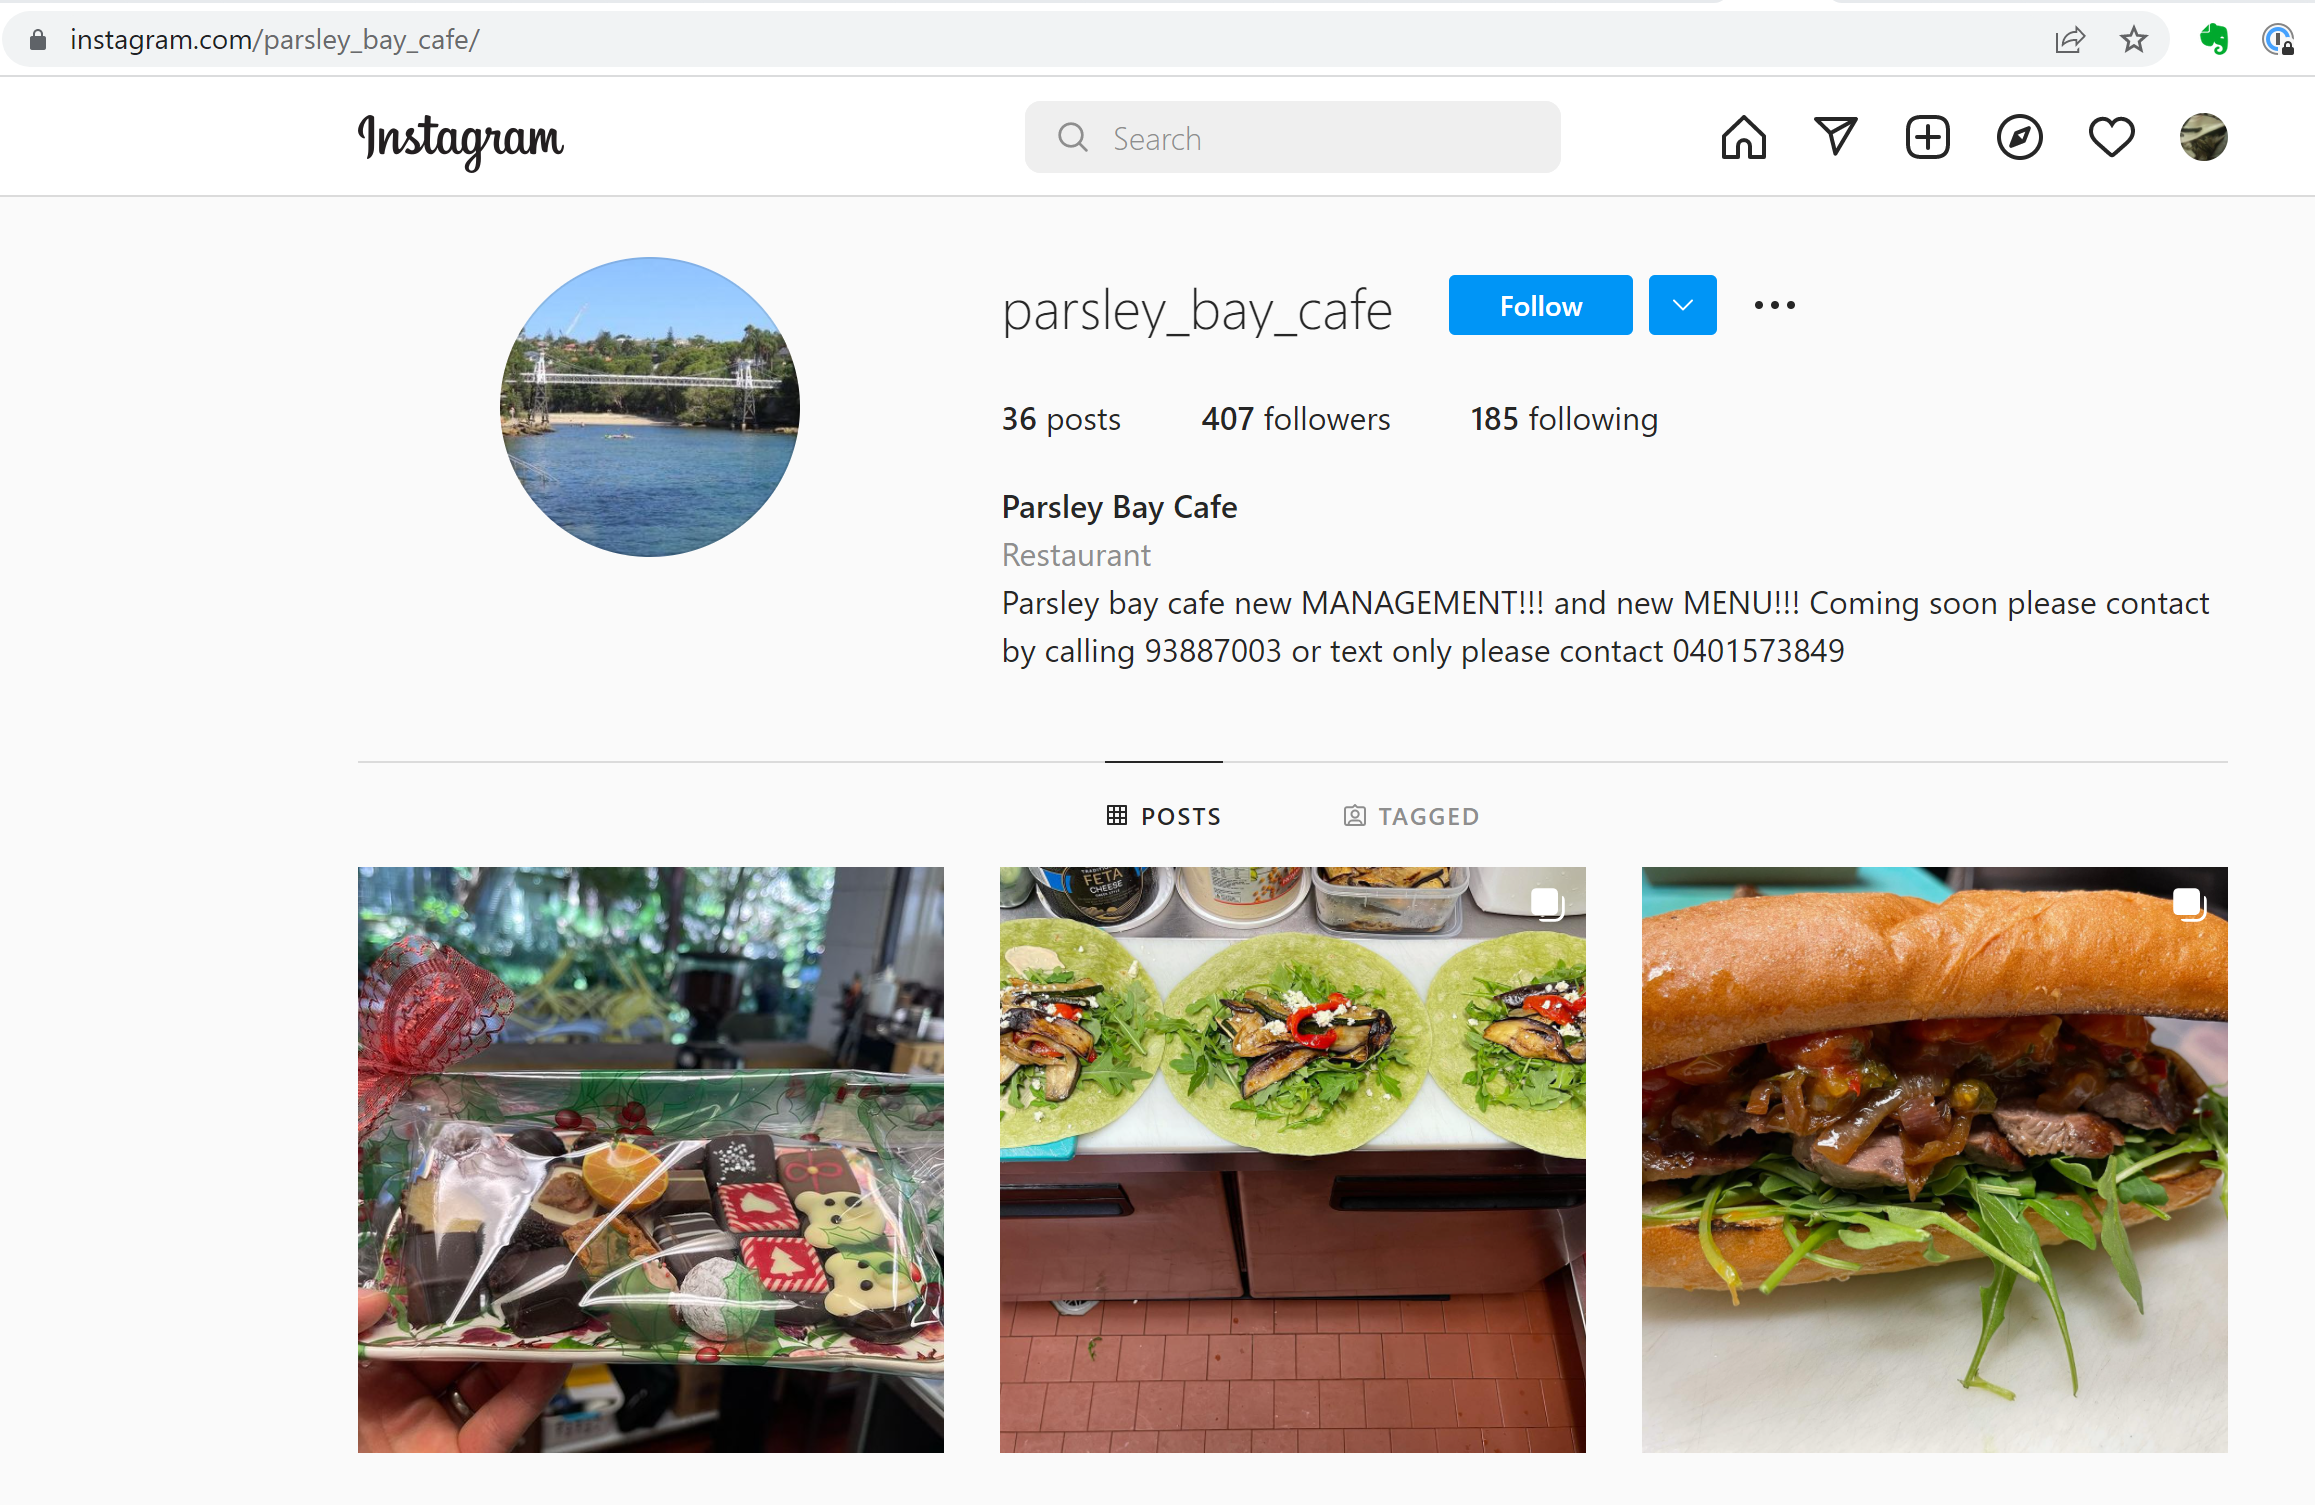 instagram.com/parsley_bay_cafe/
Instagram
Search
parsley_bay_cafe
Follow
36 posts
407 followers
185 following
Parsley Bay Cafe
Restaurant
Parsley bay cafe new MANAGEMENT!!! and new MENU!!! Coming soon please contact
by calling 93887003 or text only please contact 0401573849
POSTS
TAGGED
FETA
CHEESE